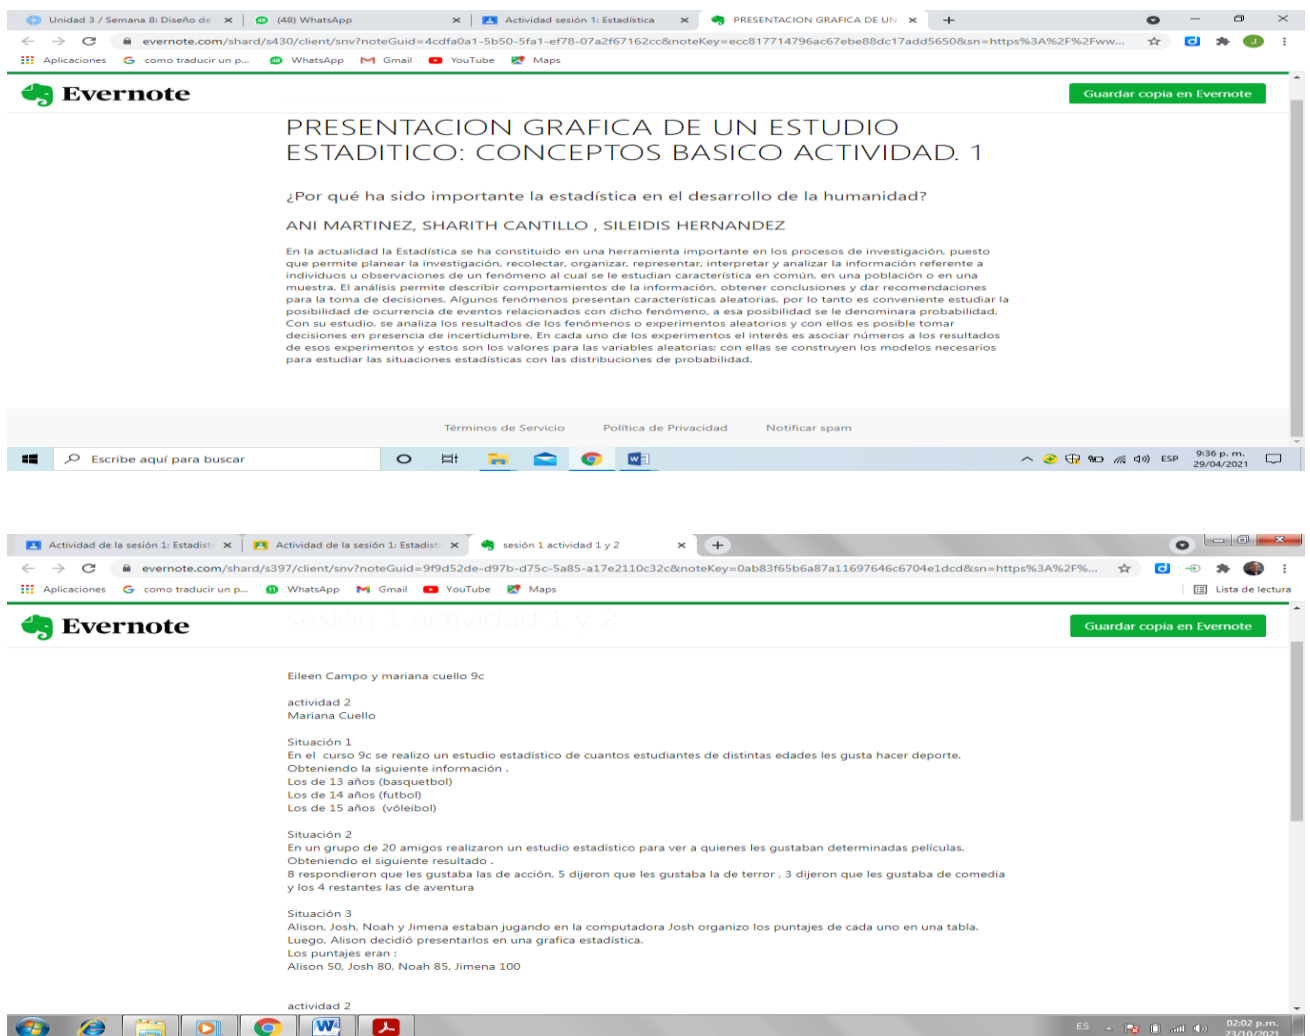 Unidad 3 / Semana 8: Diseño de
(48) WhatsApp
Actividad sesión 1: Estadística
PRESENTACION GRAFICA DE UN
evernote.com/shard/s430/client/snv?noteGuid=4cdfa0a1-5b50-5fa1-ef78-07a2f67162cc&noteKey=ecc817714796ac67ebe88dc17add5650&sn=https%3A%2F%2Fww...
Aplicaciones
como traducir un p...
WhatsApp
Gmail
YouTube
Maps
Evernote
Guardar copia en Evernote
PRESENTACION GRAFICA DE UN ESTUDIO
ESTADITICO: CONCEPTOS BASICO ACTIVIDAD. 1
¿Por qué ha sido importante la estadística en el desarrollo de la humanidad?
ANI MARTINEZ, SHARITH CANTILLO , SILEIDIS HERNANDEZ
En la actualidad la Estadística se ha constituido en una herramienta importante en los procesos de investigación, puesto
que permite planear la investigación, recolectar, organizar, representar, interpretar y analizar la información referente a
individuos u observaciones de un fenómeno al cual se le estudian característica en común, en una población o en una
muestra. El análisis permite describir comportamientos de la información, obtener conclusiones y dar recomendaciones
para la toma de decisiones. Algunos fenómenos presentan características aleatorias, por lo tanto es conveniente estudiar la
posibilidad de ocurrencia de eventos relacionados con dicho fenómeno, a esa posibilidad se le denominara probabilidad.
Con su estudio, se analiza los resultados de los fenómenos o experimentos aleatorios y con ellos es posible tomar
decisiones en presencia de incertidumbre. En cada uno de los experimentos el interés es asociar números a los resultados
de esos experimentos y estos son los valores para las variables aleatorias; con ellas se construyen los modelos necesarios
para estudiar las situaciones estadísticas con las distribuciones de probabilidad.
Términos de Servicio
Política de Privacidad
Notificar spam
Escribe aquí para buscar
ESP
9:36 p. m.
29/04/2021
Actividad de la sesión 1: Estadísti
Actividad de la sesión 1: Estadísti
sesión 1 actividad 1 y 2
evernote.com/shard/s397/client/snv?noteGuid=9f9d52de-d97b-d75c-5a85-a17e2110c32c&noteKey=0ab83f65b6a87a11697646c6704e1dcd&sn=https%3A%2F%...
Aplicaciones
como traducir un p...
WhatsApp
Gmail
YouTube
Maps
Lista de lectura
Evernote
sesión 1 actividad 1 y 2
Guardar copia en Evernote
Eileen Campo y mariana cuello 9c
actividad 2
Mariana Cuello
Situación 1
En el curso 9c se realizo un estudio estadístico de cuantos estudiantes de distintas edades les gusta hacer deporte.
Obteniendo la siguiente información .
Los de 13 años (basquetbol)
Los de 14 años (futbol)
Los de 15 años (vóleibol)
Situación 2
En un grupo de 20 amigos realizaron un estudio estadístico para ver a quienes les gustaban determinadas películas.
Obteniendo el siguiente resultado .
8 respondieron que les gustaba las de acción, 5 dijeron que les gustaba la de terror , 3 dijeron que les gustaba de comedia
y los 4 restantes las de aventura
Situación 3
Alison, Josh, Noah y Jimena estaban jugando en la computadora Josh organizo los puntajes de cada uno en una tabla.
Luego, Alison decidió presentarlos en una grafica estadística.
Los puntajes eran :
Alison 50, Josh 80, Noah 85, Jimena 100
actividad 2
ES
02:02 p.m.
23/10/2021